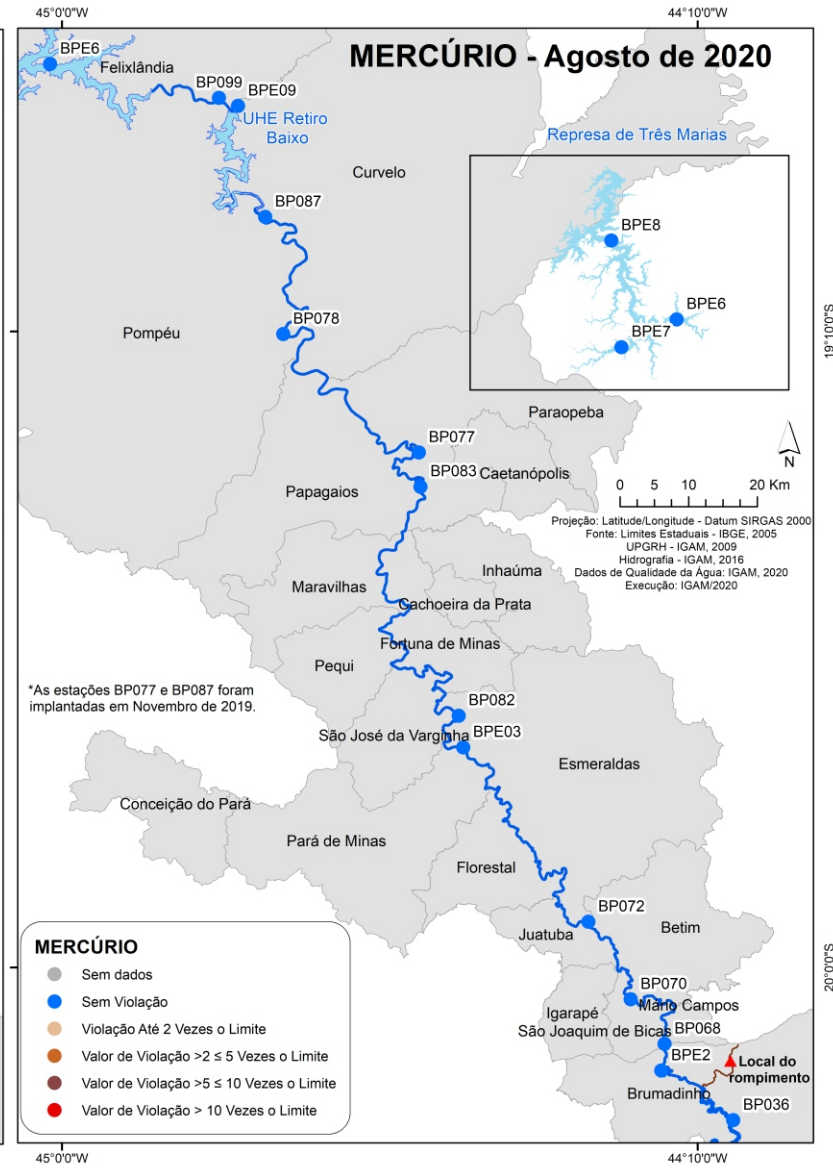 45°0'0"W
44°10'0"W
MERCÚRIO - Agosto de 2020
BPE6
Felixlândia
BP099
BPE09
UHE Retiro
Baixo
Represa de Três Marias
Curvelo
BP087
BPE8
BPE6
BPE7
BP078
Pompéu
19°10'0"S
Paraopeba
BP077
BP083
Caetanópolis
Papagaios
N
0 5 10 20 Km
Projeção: Latitude/Longitude - Datum SIRGAS 2000
Fonte: Limites Estaduais - IBGE, 2005
UPGRH - IGAM, 2009
Hidrografia - IGAM, 2016
Dados de Qualidade da Água: IGAM, 2020
Execução: IGAM/2020
Inhaúma
Maravilhas
Cachoeira da Prata
Fortuna de Minas
Pequi
*As estações BP077 e BP087 foram
implantadas em Novembro de 2019.
BP082
São José da Varginha
BPE03
Esmeraldas
Conceição do Pará
Pará de Minas
Florestal
BP072
Juatuba
Betim
20°0'0"S
BP070
Mário Campos
Igarapé
São Joaquim de Bicas
BP068
BPE2
Local do
rompimento
Brumadinho
BP036
MERCÚRIO
Sem dados
Sem Violação
Violação Até 2 Vezes o Limite
Valor de Violação >2 ≤ 5 Vezes o Limite
Valor de Violação >5 ≤ 10 Vezes o Limite
Valor de Violação > 10 Vezes o Limite
45°0'0"W
44°10'0"W